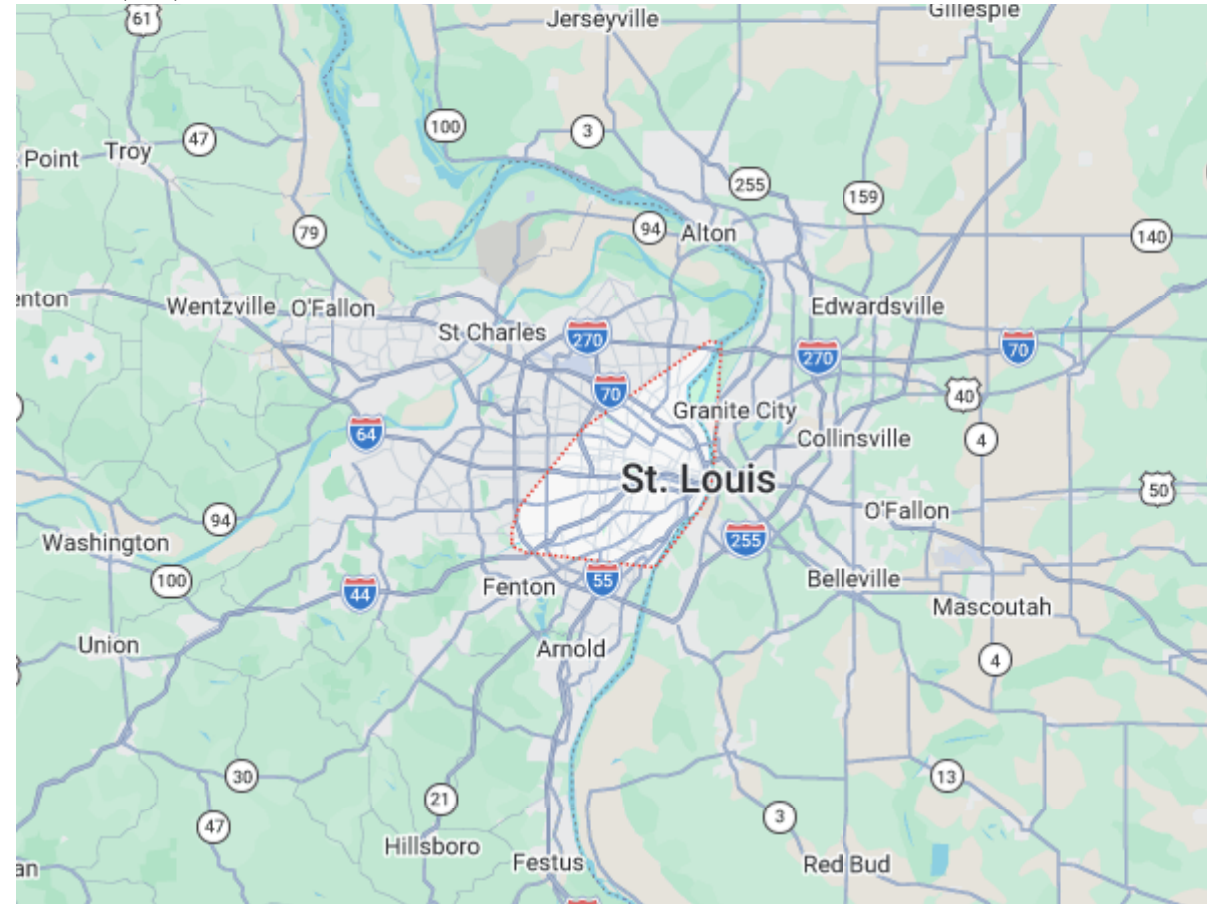 61
Jerseyville
Gillespie
100
3
47
Point
Troy
255
159
79
94
Alton
140
enton
Wentzville
O'Fallon
Edwardsville
St Charles
270
270
70
70
40
Granite City
64
Collinsville
4
St. Louis
50
94
O'Fallon
Washington
255
100
44
Fenton
55
Belleville
Mascoutah
Union
Arnold
4
30
13
21
47
3
Hillsboro
Festus
Red Bud
an